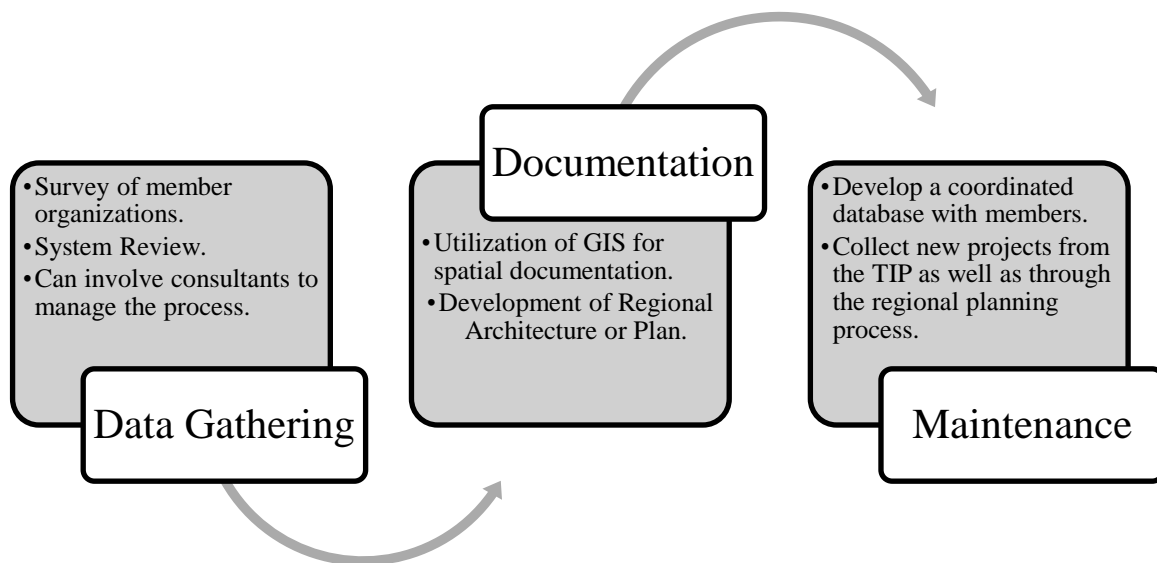 •Survey of member
organizations.
•System Review.
•Can involve consultants to
manage the process.
Data Gathering
Documentation
•Utilization of GIS for
spatial documentation.
•Development of Regional
Architecture or Plan.
•Develop a coordinated
database with members.
•Collect new projects from
the TIP as well as through
the regional planning
process.
Maintenance